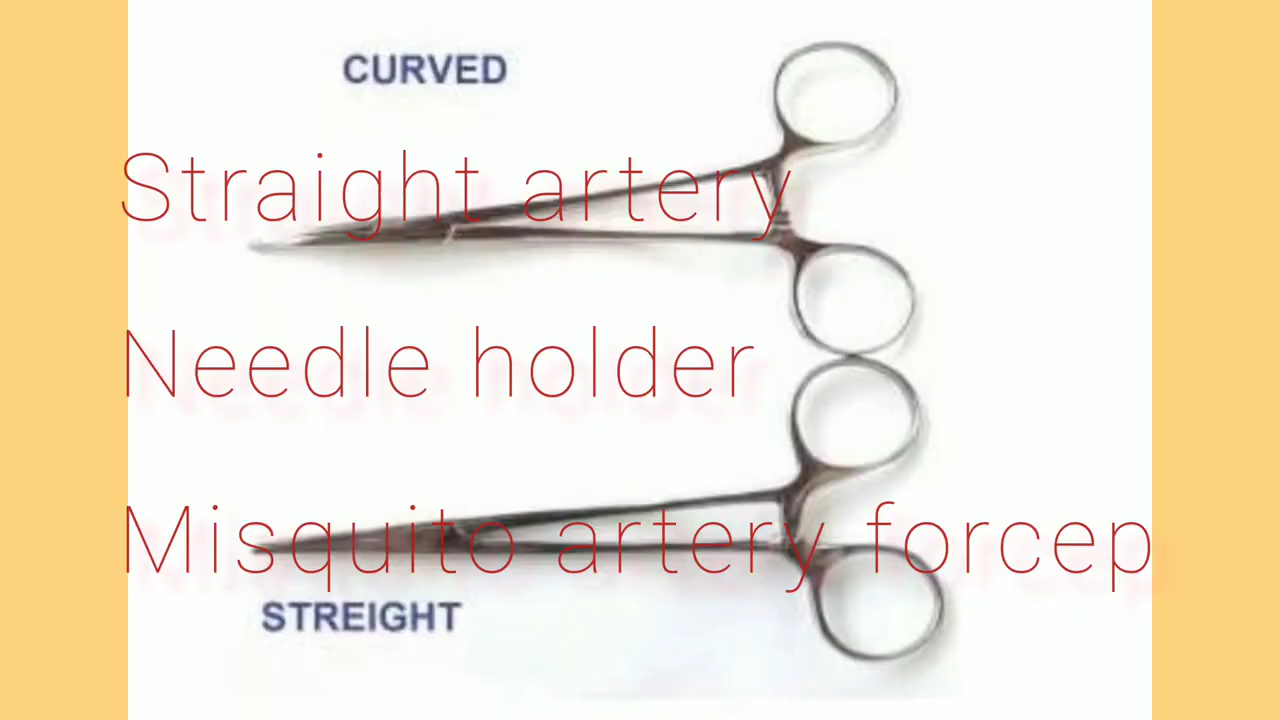 CURVED
Straight artery
Needle holder
Misquito artery forcep
STREIGHT